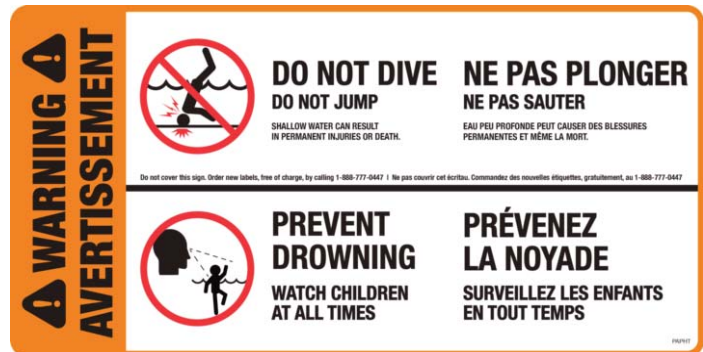 WARNING
AVERTISSEMENT
DO NOT DIVE
DO NOT JUMP
SHALLOW WATER CAN RESULT
IN PERMANENT INJURIES OR DEATH.
NE PAS PLONGER
NE PAS SAUTER
EAU PEU PROFONDE PEUT CAUSER DES BLESSURES
PERMANENTES ET MÊME LA MORT.
Do not cover this sign. Order new labels, free of charge, by calling 1-888-777-0447 | Ne pas couvrir cet écritau. Commandez des nouvelles étiquettes, gratuitement, au 1-888-777-0447
PREVENT
DROWNING
WATCH CHILDREN
AT ALL TIMES
PRÉVENEZ
LA NOYADE
SURVEILLEZ LES ENFANTS
EN TOUT TEMPS
PAPHT